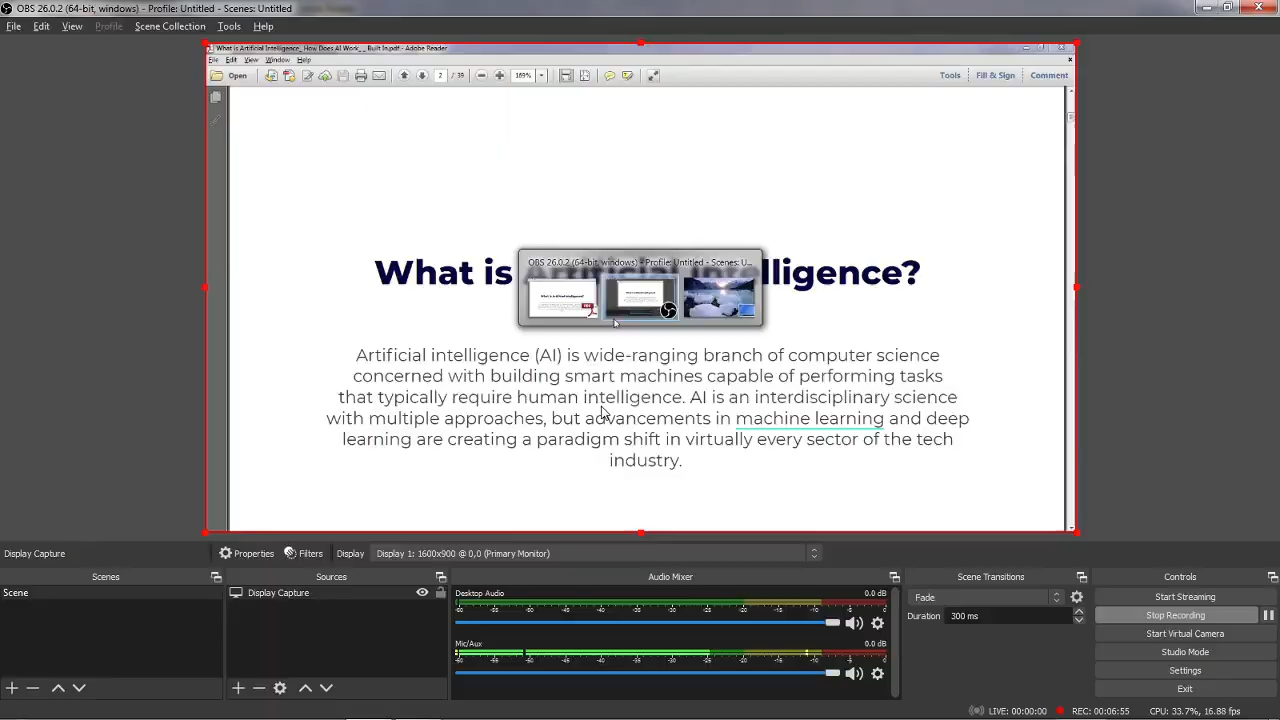 OBS 26.0.2 (64-bit, windows) - Profile: Untitled - Scenes: Untitled
File Edit View Profile Scene Collection Tools Help
What is Artificial Intelligence_ How Does AI Work_ _ Built In.pdf - Adobe Reader
File Edit View Window Help
Open 2 / 39 169% Tools Fill & Sign Comment
OBS 26.0.2 (64-bit, windows) - Profile: Untitled - Scenes: U...
What is lligence?
Artificial intelligence (AI) is wide-ranging branch of computer science
concerned with building smart machines capable of performing tasks
that typically require human intelligence. AI is an interdisciplinary science
with multiple approaches, but advancements in machine learning and deep
learning are creating a paradigm shift in virtually every sector of the tech
industry.
Display Capture Properties Filters Display Display 1: 1600x900 @ 0,0 (Primary Monitor)
Scenes Sources Audio Mixer Scene Transitions Controls
Scene Display Capture Desktop Audio 0.0 dB Fade Start Streaming
Duration 300 ms Stop Recording
Mic/Aux 0.0 dB Start Virtual Camera
Studio Mode
Settings
Exit
LIVE: 00:00:00 REC: 00:06:55 CPU: 33.7%, 16.88 fps